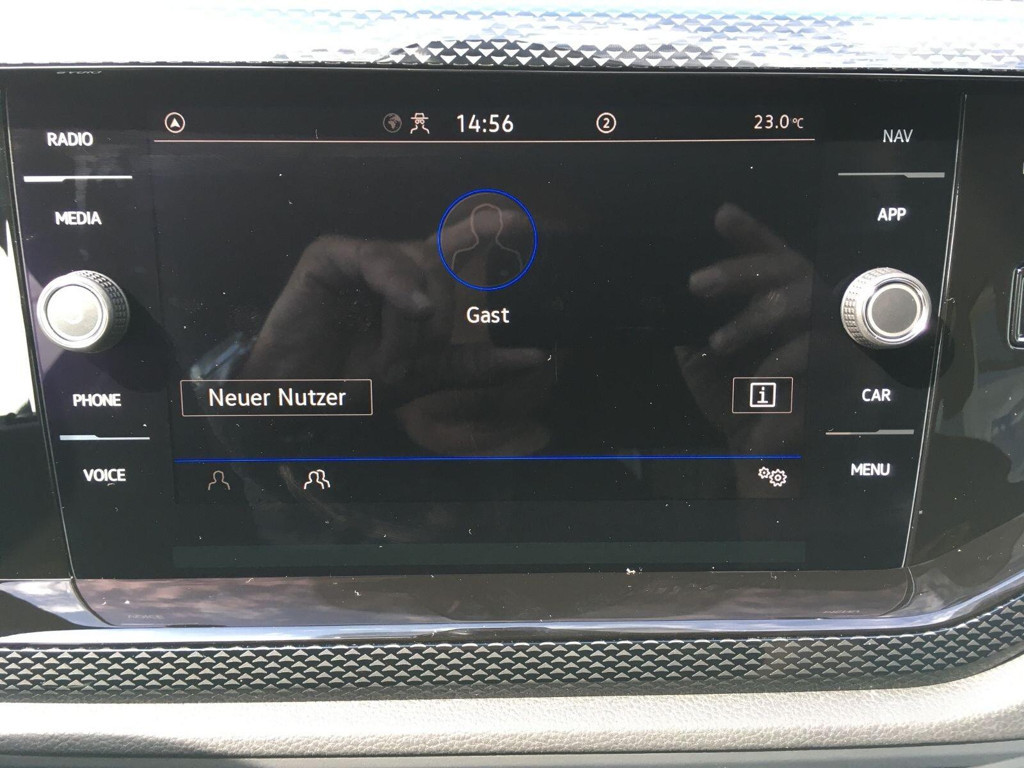 14:56
2
23.0°C
RADIO
NAV
MEDIA
APP
Gast
Neuer Nutzer
i
PHONE
CAR
VOICE
MENU